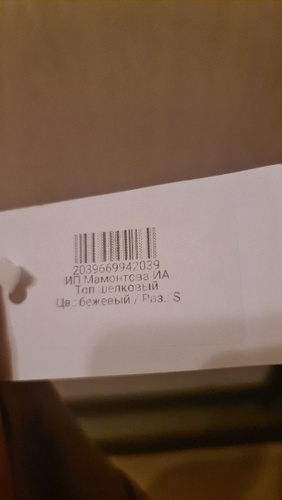 2039669942039
ИП Мамонтова ИА
Топ шелковый
Цв.: бежевый / Раз.: S